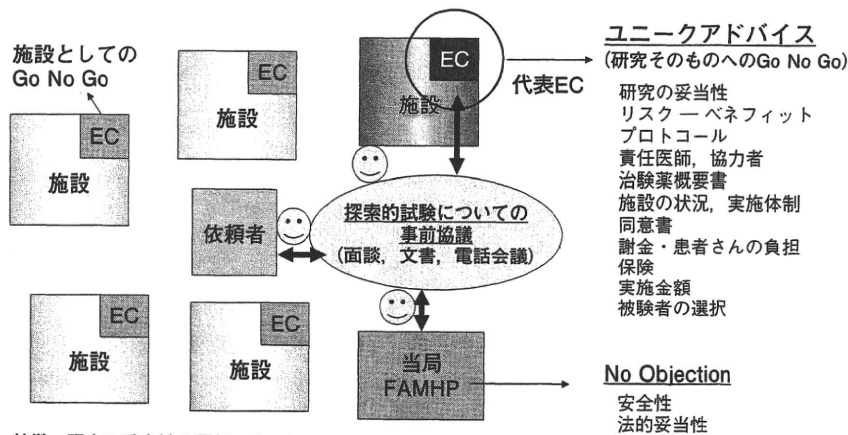 施設としての
Go No Go
EC
施設
EC
施設
EC
施設
代表EC
ユニークアドバイス
(研究そのものへのGo No Go)
研究の妥当性
リスク ー ベネフィット
プロトコール
責任医師，協力者
治験薬概要書
施設の状況，実施体制
同意書
謝金・患者さんの負担
保険
実施金額
被験者の選択
依頼者
探索的試験についての
事前協議
(面談，文書，電話会議)
EC
施設
EC
施設
当局
FAMHP
No Objection
安全性
法的妥当性